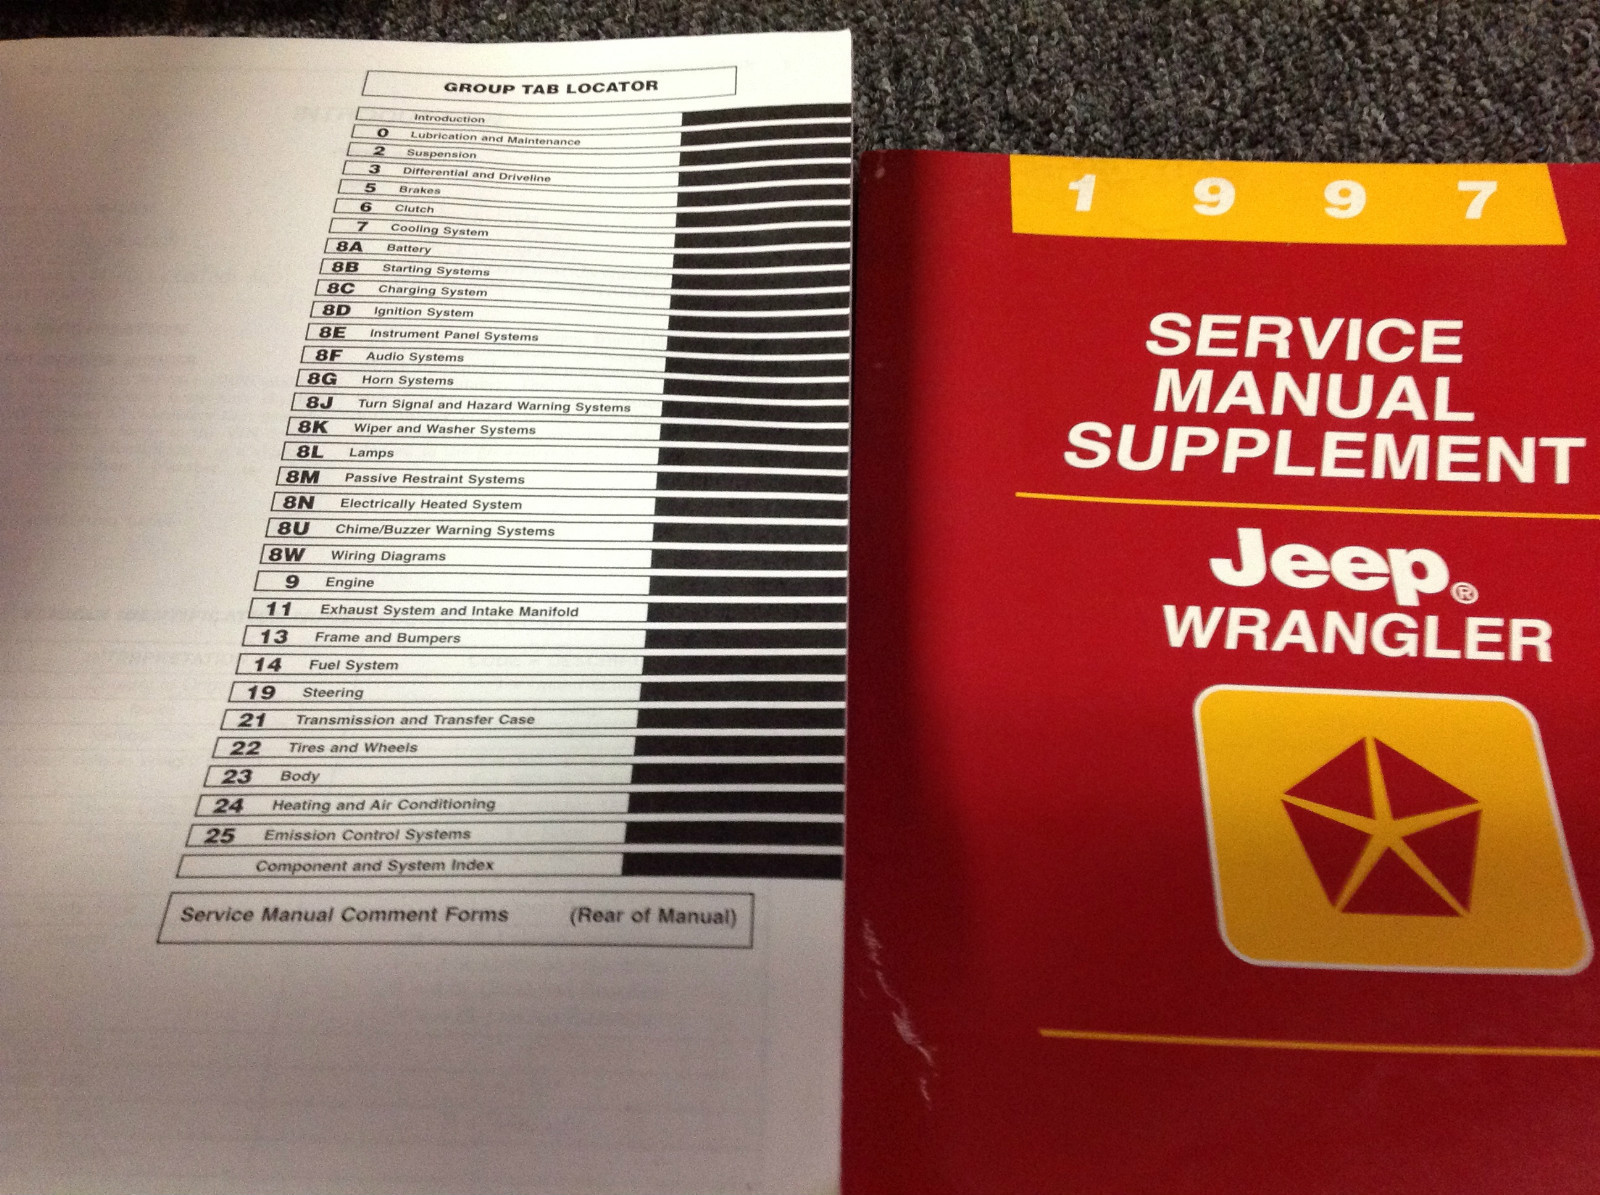 GROUP TAB LOCATOR
Introduction
0 Lubrication and Maintenance
2 Suspension
3 Differential and Driveline
5 Brakes
6 Clutch
7 Cooling System
8A Battery
8B Starting Systems
8C Charging System
8D Ignition System
8E Instrument Panel Systems
8F Audio Systems
8G Horn Systems
8J Turn Signal and Hazard Warning Systems
8K Wiper and Washer Systems
8L Lamps
8M Passive Restraint Systems
8N Electrically Heated System
8U Chime/Buzzer Warning Systems
8W Wiring Diagrams
9 Engine
11 Exhaust System and Intake Manifold
13 Frame and Bumpers
14 Fuel System
19 Steering
21 Transmission and Transfer Case
22 Tires and Wheels
23 Body
24 Heating and Air Conditioning
25 Emission Control Systems
Component and System Index
Service Manual Comment Forms (Rear of Manual)
1 9 9 7
SERVICE
MANUAL
SUPPLEMENT
Jeep®
WRANGLER